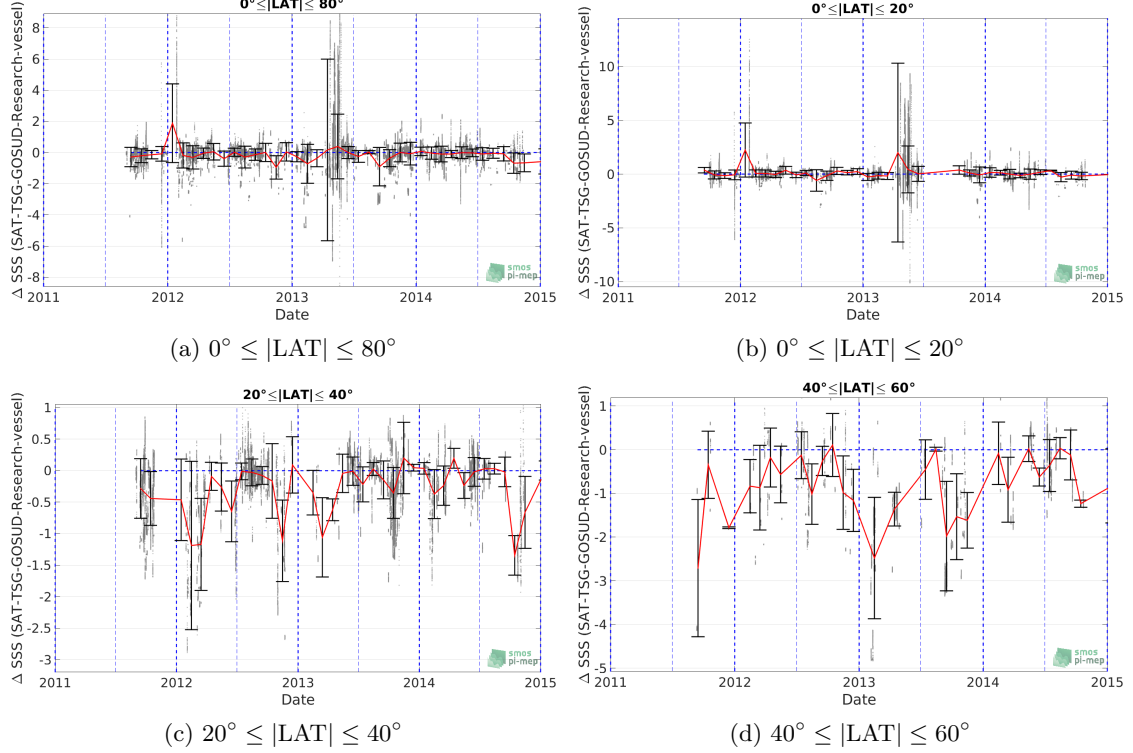 0°≤|LAT|≤ 80°
Δ SSS (SAT-TSG-GOSUD-Research-vessel)
8
6
4
2
0
-2
-4
-6
-8
2011
2012
2013
2014
2015
Date
smos
pi-mep
(a) 0° ≤ |LAT| ≤ 80°
0°≤|LAT|≤ 20°
Δ SSS (SAT-TSG-GOSUD-Research-vessel)
10
5
0
-5
-10
2011
2012
2013
2014
2015
Date
smos
pi-mep
(b) 0° ≤ |LAT| ≤ 20°
20°≤|LAT|≤ 40°
Δ SSS (SAT-TSG-GOSUD-Research-vessel)
1
0.5
0
-0.5
-1
-1.5
-2
-2.5
-3
2011
2012
2013
2014
2015
Date
smos
pi-mep
(c) 20° ≤ |LAT| ≤ 40°
40°≤|LAT|≤ 60°
Δ SSS (SAT-TSG-GOSUD-Research-vessel)
1
0
-1
-2
-3
-4
-5
2011
2012
2013
2014
2015
Date
smos
pi-mep
(d) 40° ≤ |LAT| ≤ 60°